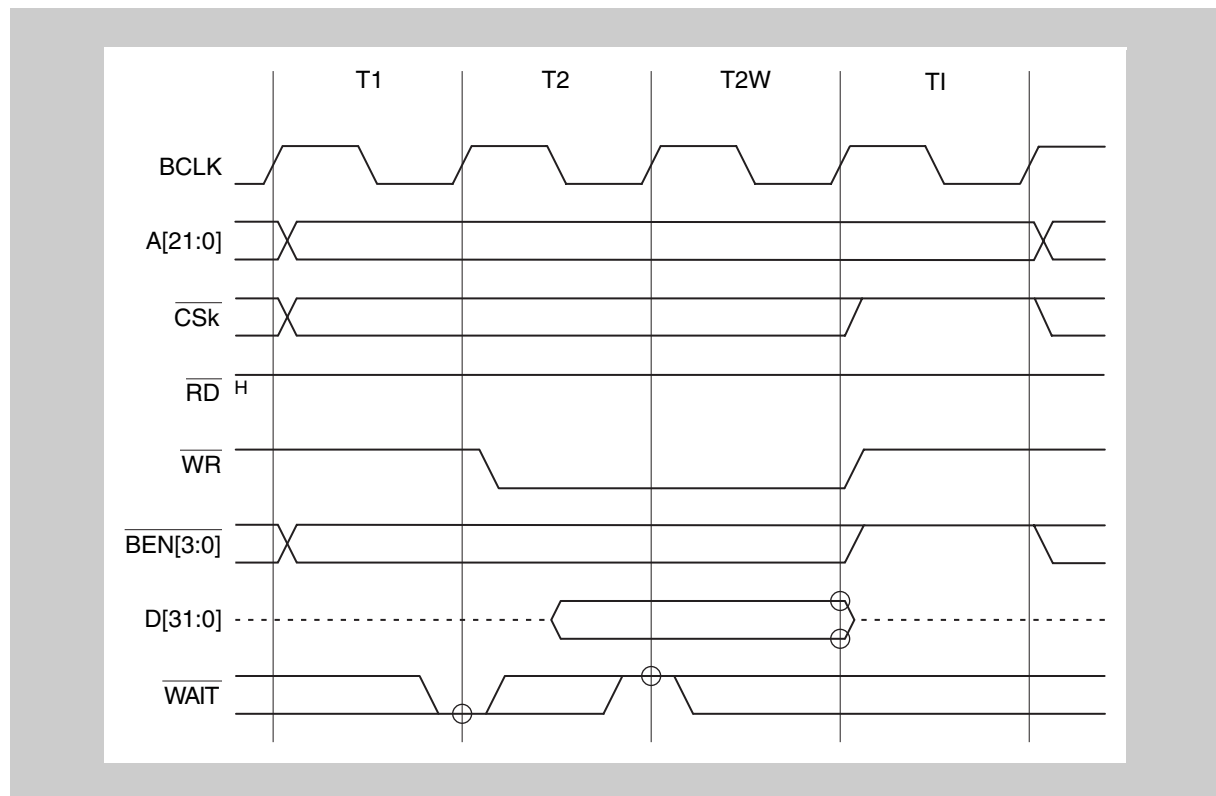 T1 T2 T2W TI
BCLK
A[21:0]
CSk
RD H
WR
BEN[3:0]
D[31:0]
WAIT